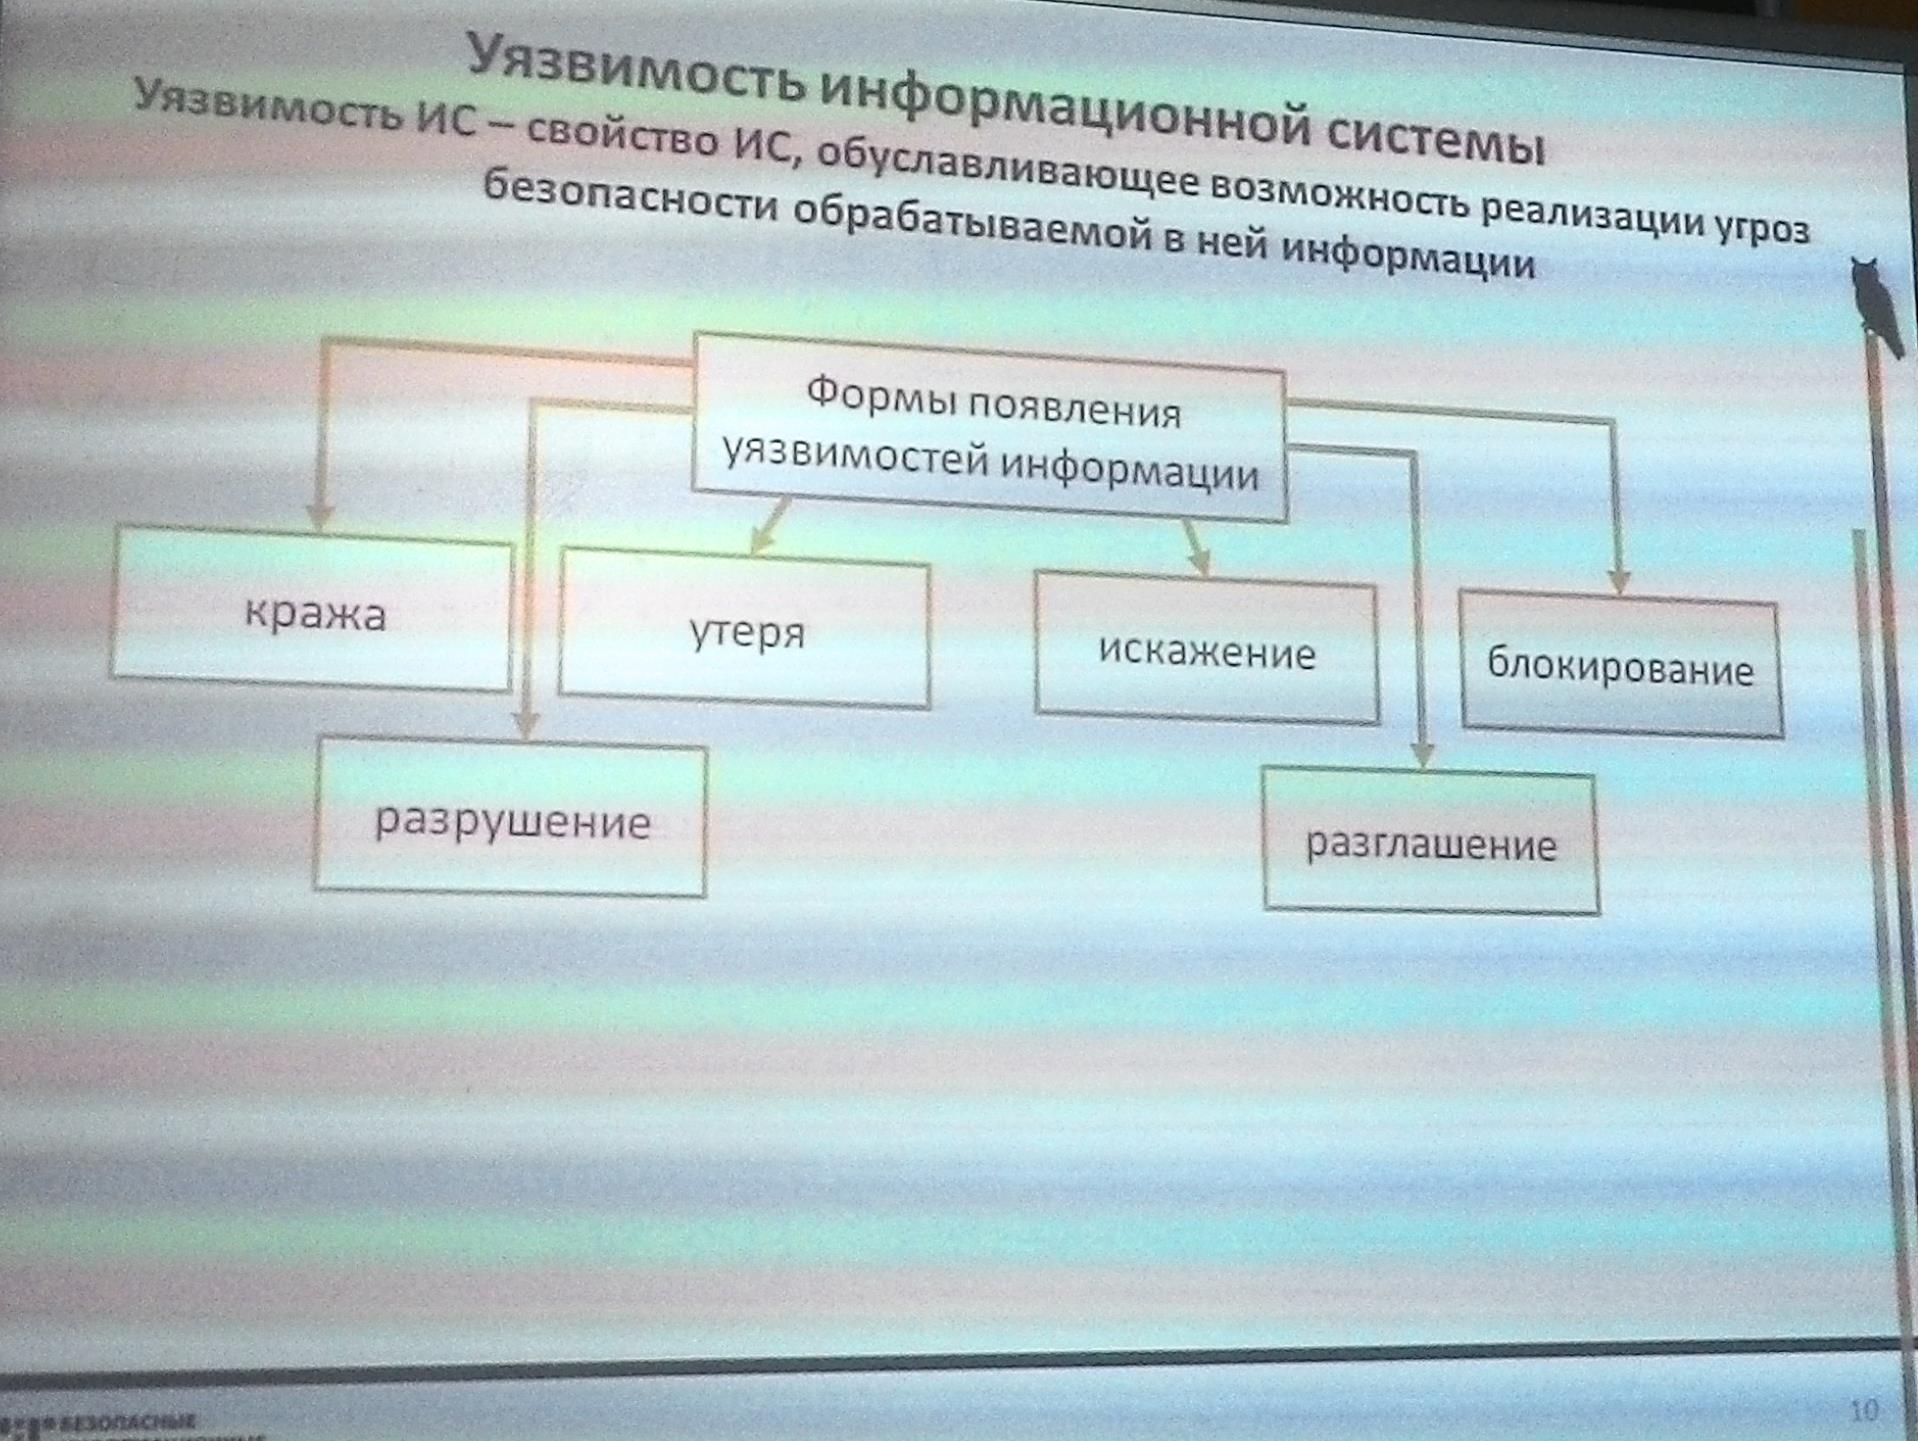 Уязвимость информационной системы
Уязвимость ИС – свойство ИС, обуславливающее возможность реализации угроз
безопасности обрабатываемой в ней информации
Формы появления
уязвимостей информации
кража
утеря
искажение
блокирование
разрушение
разглашение
БЕЗОПАСНЫЕ
10